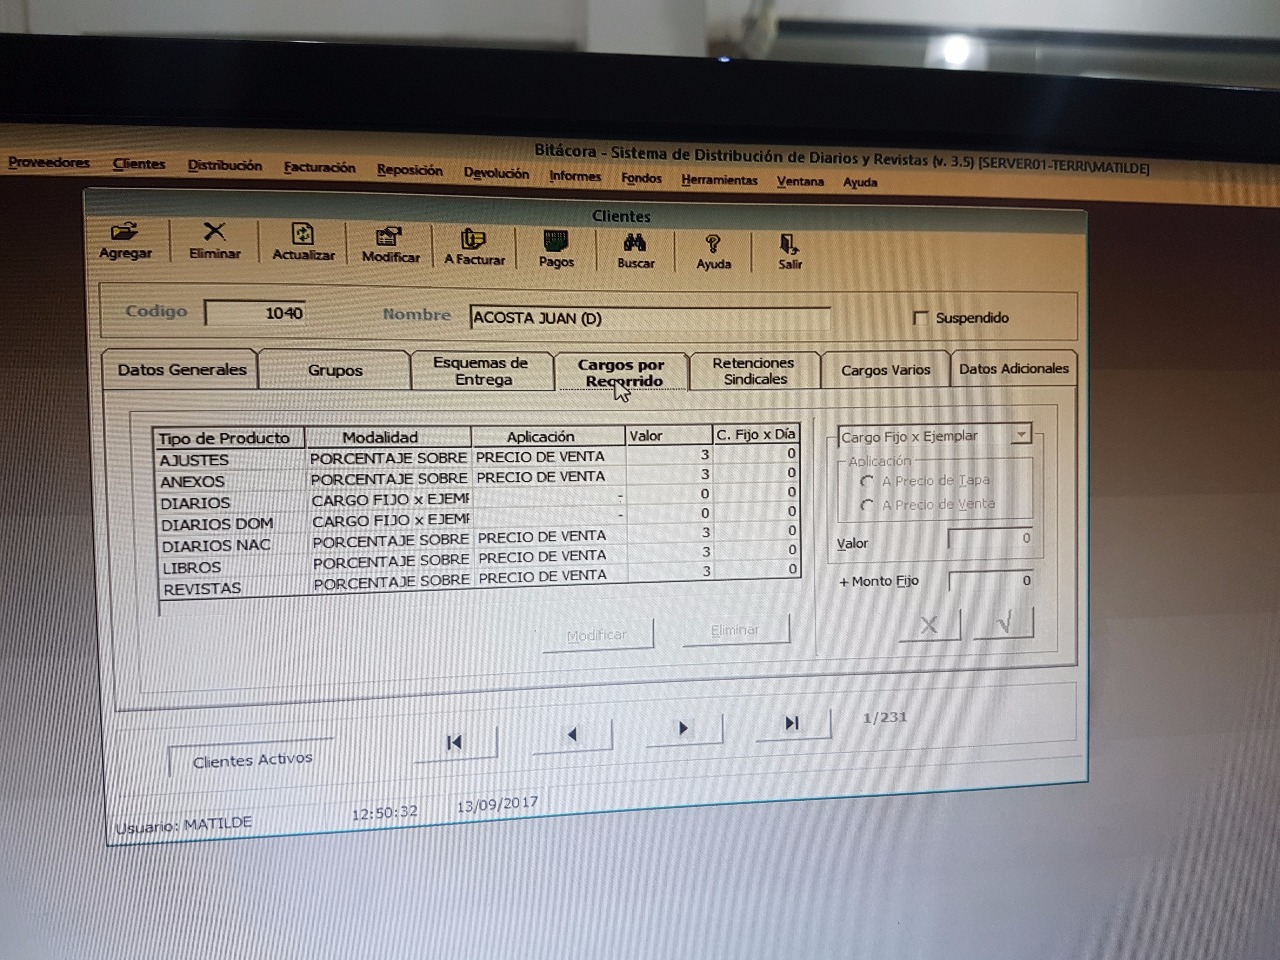 Bitácora - Sistema de Distribución de Diarios y Revistas (v. 3.5) [SERVER01-TERRI\MATILDE]
Proveedores Clientes Distribución Facturación Reposición Devolución Informes Fondos Herramientas Ventana Ayuda
Clientes
Agregar Eliminar Actualizar Modificar A Facturar Pagos Buscar Ayuda Salir
Codigo 1040 Nombre ACOSTA JUAN (D) Suspendido
Datos Generales Grupos Esquemas de Entrega Cargos por Recorrido Retenciones Sindicales Cargos Varios Datos Adicionales
Tipo de Producto Modalidad Aplicación Valor C. Fijo x Día
AJUSTES PORCENTAJE SOBRE PRECIO DE VENTA 3 0
ANEXOS PORCENTAJE SOBRE PRECIO DE VENTA 3 0
DIARIOS CARGO FIJO x EJEMF - 0 0
DIARIOS DOM CARGO FIJO x EJEMF - 0 0
DIARIOS NAC PORCENTAJE SOBRE PRECIO DE VENTA 3 0
LIBROS PORCENTAJE SOBRE PRECIO DE VENTA 3 0
REVISTAS PORCENTAJE SOBRE PRECIO DE VENTA 3 0
Cargo Fijo x Ejemplar
Aplicación
A Precio de Tapa
A Precio de Venta
Valor 0
+ Monto Fijo 0
Modificar Eliminar
1/231
Clientes Activos
Usuario: MATILDE 12:50:32 13/09/2017